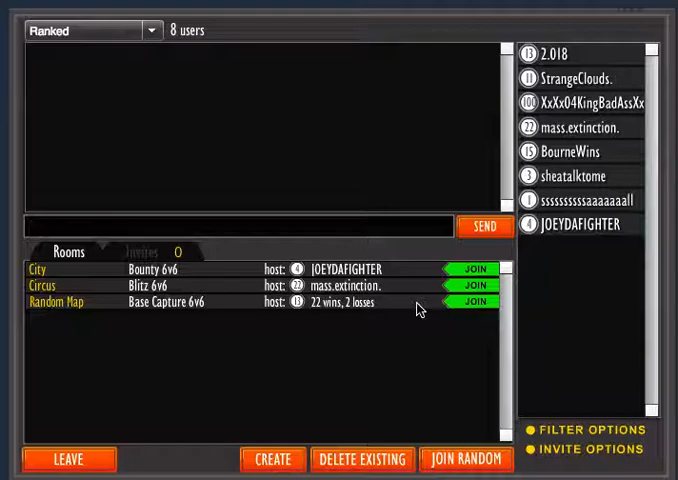 Ranked 8 users
13 2.018
11 StrangeClouds.
100 XxXx04KingBadAssXx
22 mass.extinction.
15 BourneWins
3 sheatalktome
1 sssssssssaaaaaaall
4 JOEYDAFIGHTER
SEND
Rooms Invites 0
City Bounty 6v6 host: 4 JOEYDAFIGHTER JOIN
Circus Blitz 6v6 host: 22 mass.extinction. JOIN
Random Map Base Capture 6v6 host: 13 22 wins, 2 losses JOIN
FILTER OPTIONS
INVITE OPTIONS
LEAVE CREATE DELETE EXISTING JOIN RANDOM